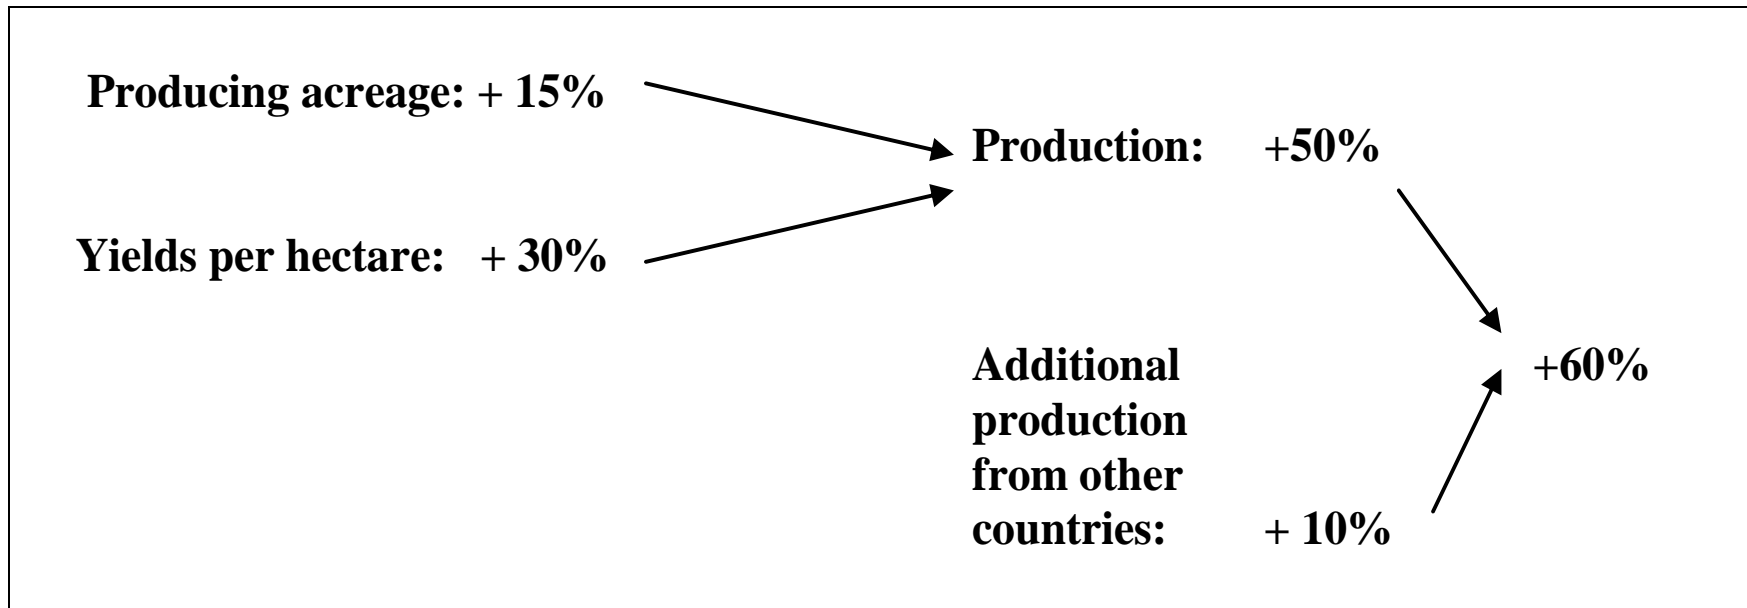 Producing acreage: + 15%
Production: +50%
Yields per hectare: + 30%
Additional
production
from other
countries: + 10%
+60%